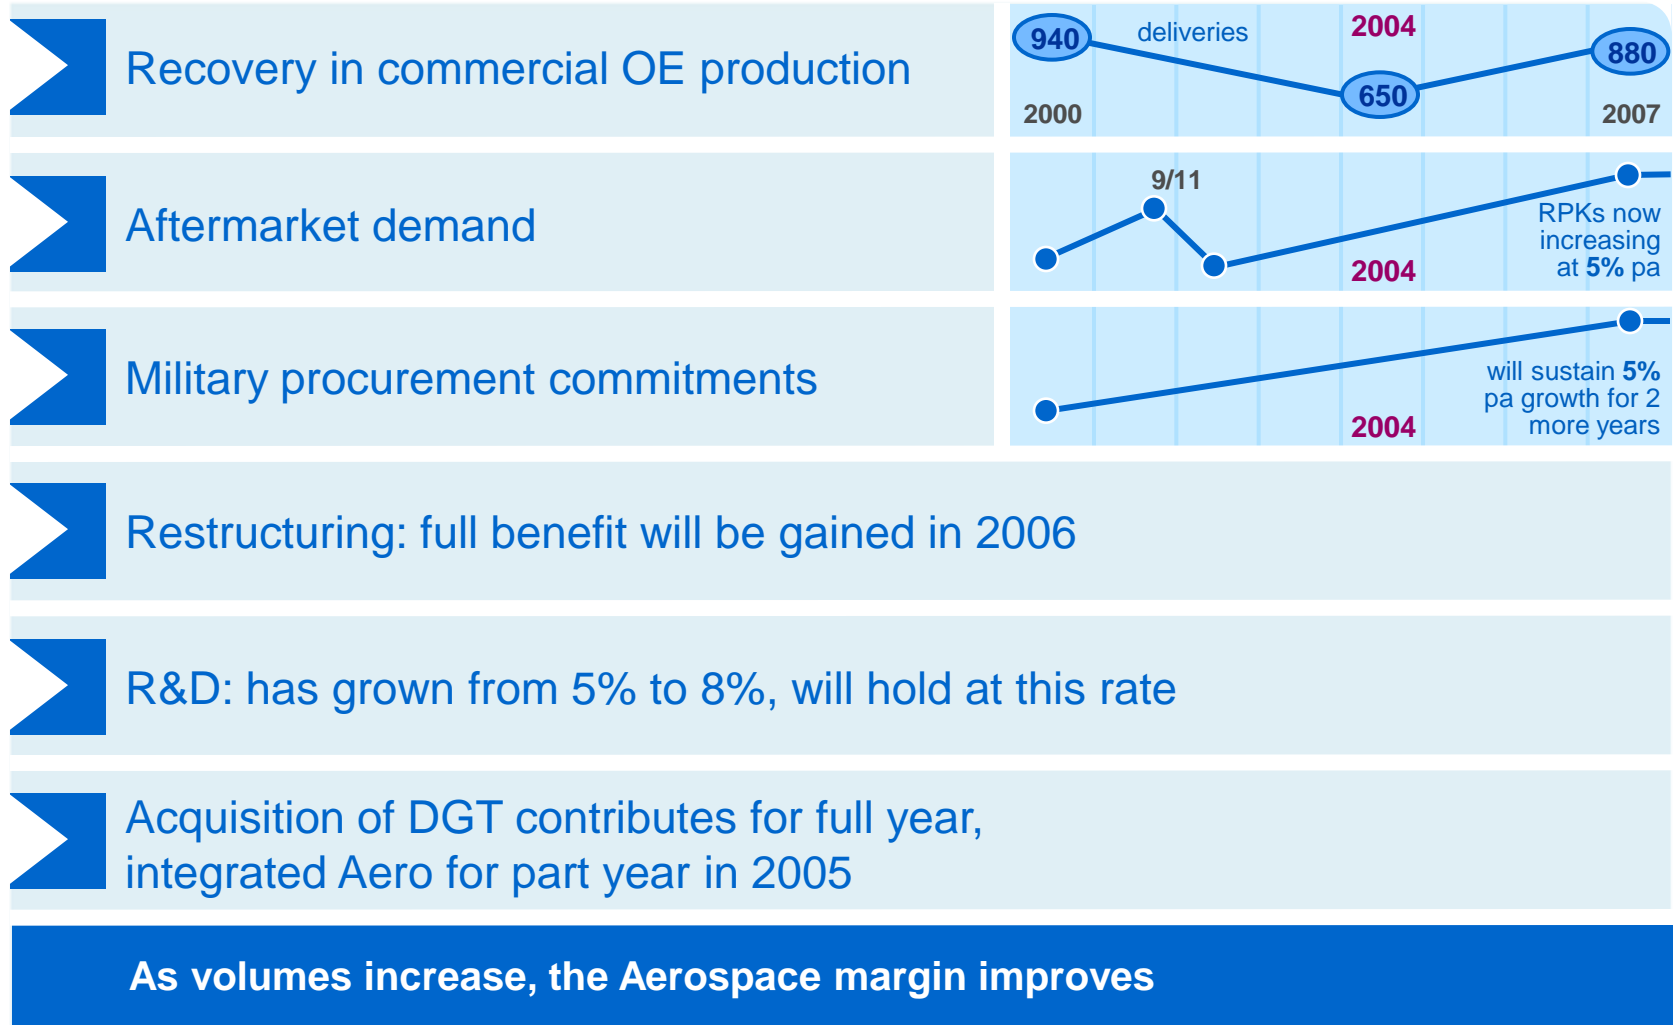 Recovery in commercial OE production
940
deliveries
2004
880
650
2000
2007
Aftermarket demand
9/11
RPKs now
increasing
at 5% pa
2004
Military procurement commitments
will sustain 5%
pa growth for 2
more years
2004
Restructuring: full benefit will be gained in 2006
R&D: has grown from 5% to 8%, will hold at this rate
Acquisition of DGT contributes for full year,
integrated Aero for part year in 2005
As volumes increase, the Aerospace margin improves